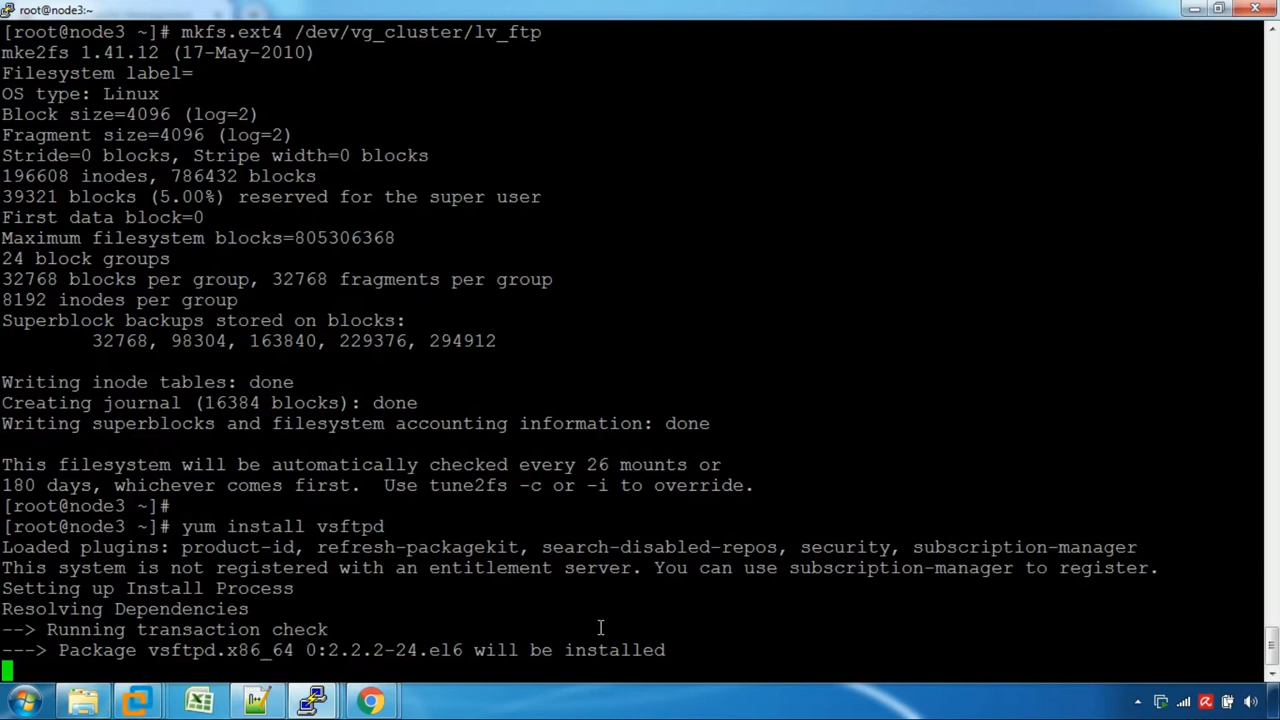 root@node3:~
[root@node3 ~]# mkfs.ext4 /dev/vg_cluster/lv_ftp
mke2fs 1.41.12 (17-May-2010)
Filesystem label=
OS type: Linux
Block size=4096 (log=2)
Fragment size=4096 (log=2)
Stride=0 blocks, Stripe width=0 blocks
196608 inodes, 786432 blocks
39321 blocks (5.00%) reserved for the super user
First data block=0
Maximum filesystem blocks=805306368
24 block groups
32768 blocks per group, 32768 fragments per group
8192 inodes per group
Superblock backups stored on blocks:
32768, 98304, 163840, 229376, 294912
Writing inode tables: done
Creating journal (16384 blocks): done
Writing superblocks and filesystem accounting information: done
This filesystem will be automatically checked every 26 mounts or
180 days, whichever comes first.  Use tune2fs -c or -i to override.
[root@node3 ~]#
[root@node3 ~]# yum install vsftpd
Loaded plugins: product-id, refresh-packagekit, search-disabled-repos, security, subscription-manager
This system is not registered with an entitlement server. You can use subscription-manager to register.
Setting up Install Process
Resolving Dependencies
--> Running transaction check
---> Package vsftpd.x86_64 0:2.2.2-24.el6 will be installed